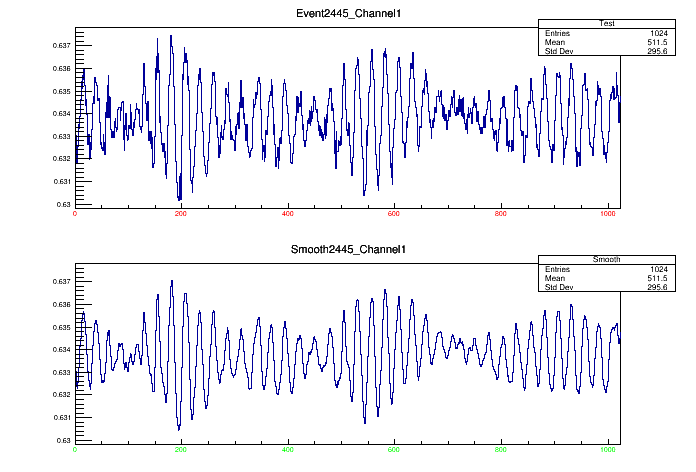 Event2445_Channel1
Test
Entries 1024
Mean 511.5
Std Dev 295.6
0.637
0.636
0.635
0.634
0.633
0.632
0.631
0.63
0 200 400 600 800 1000
Smooth2445_Channel1
Smooth
Entries 1024
Mean 511.5
Std Dev 295.6
0.637
0.636
0.635
0.634
0.633
0.632
0.631
0.63
0 200 400 600 800 1000